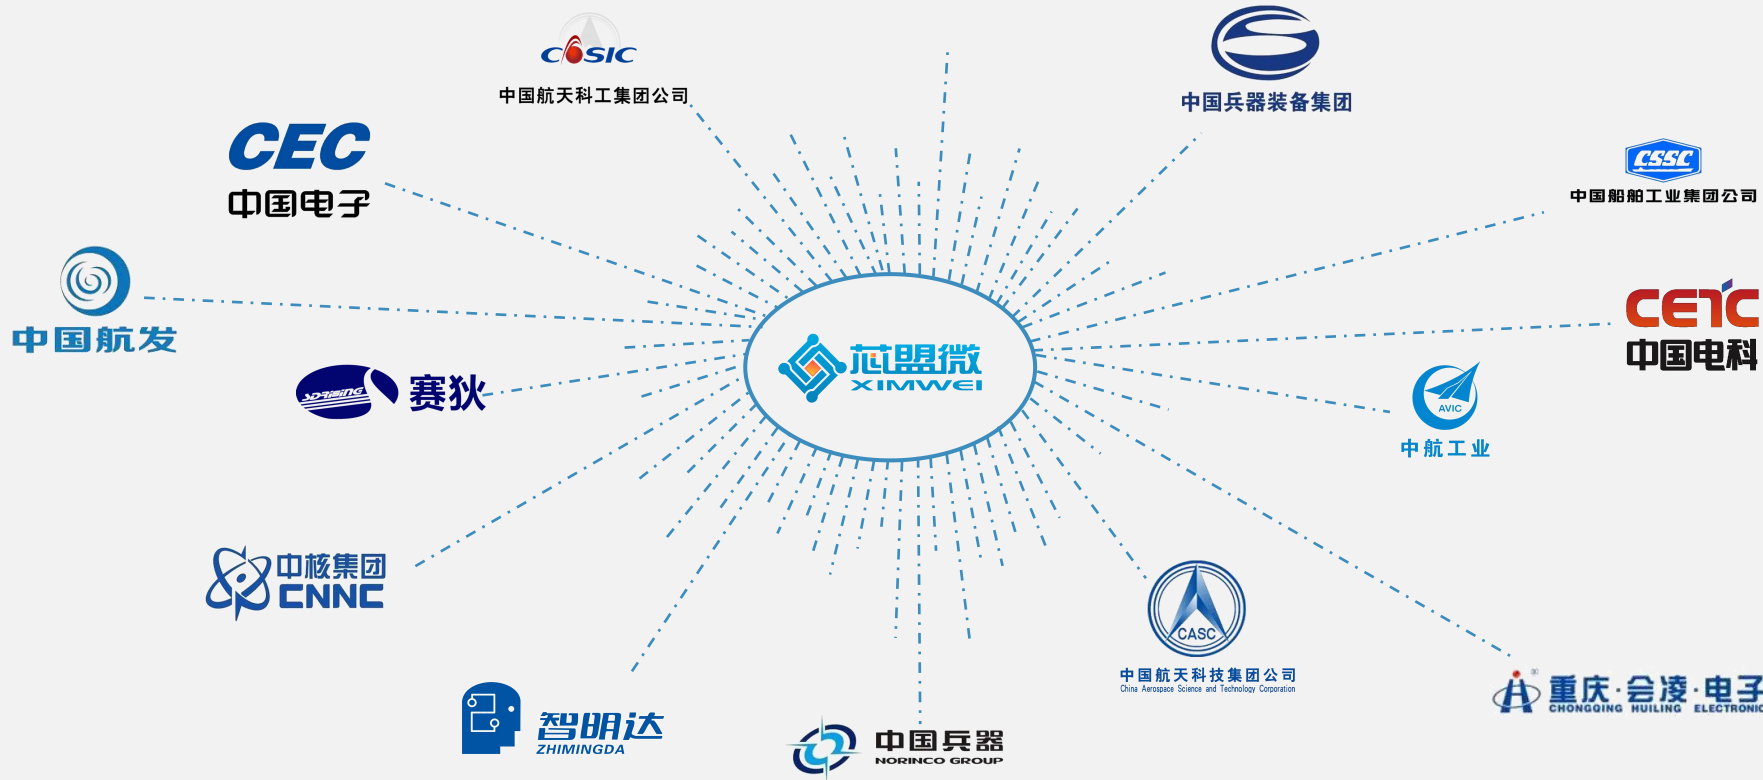 COSIC
中国航天科工集团公司
中国兵器装备集团
CEC
中国电子
CSSC
中国船舶工业集团公司
中国航发
CETC
中国电科
芯盟微
XIMWEI
赛狄
AVIC
中航工业
中核集团
CNNC
CASC
中国航天科技集团公司
China Aerospace Science and Technology Corporation
重庆·会凌·电子
CHONGQING HUILING ELECTRONIC
智明达
ZHIMINGDA
中国兵器
NORINCO GROUP